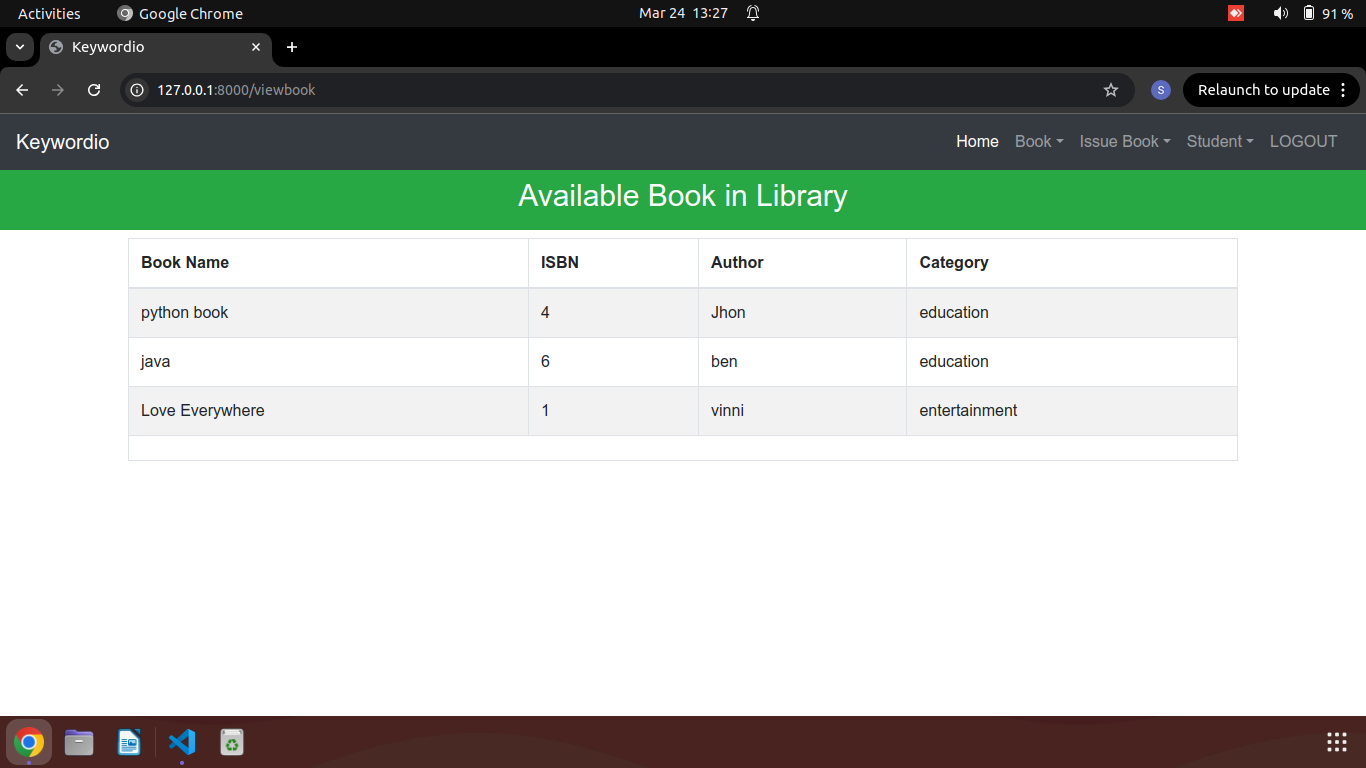 Activities Google Chrome Mar 24 13:27 91 %
Keywordio
127.0.0.1:8000/viewbook S Relaunch to update
Keywordio Home Book Issue Book Student LOGOUT
Available Book in Library
Book Name ISBN Author Category
python book 4 Jhon education
java 6 ben education
Love Everywhere 1 vinni entertainment